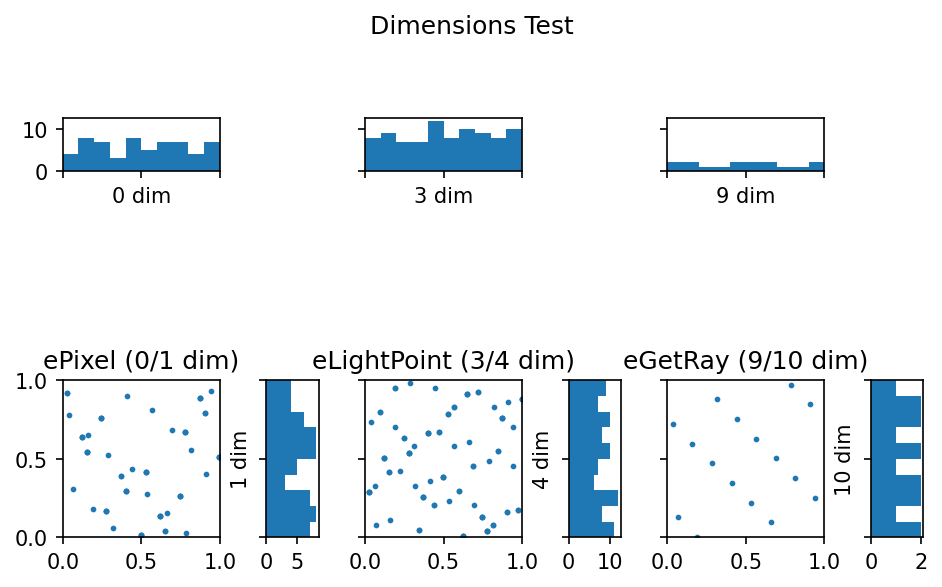 Dimensions Test
10
0
0 dim
3 dim
9 dim
ePixel (0/1 dim)
eLightPoint (3/4 dim)
eGetRay (9/10 dim)
1.0
0.5
0.0
1 dim
4 dim
10 dim
0.0 0.5 1.0
0 5
0.0 0.5 1.0
0 10
0.0 0.5 1.0
0 2